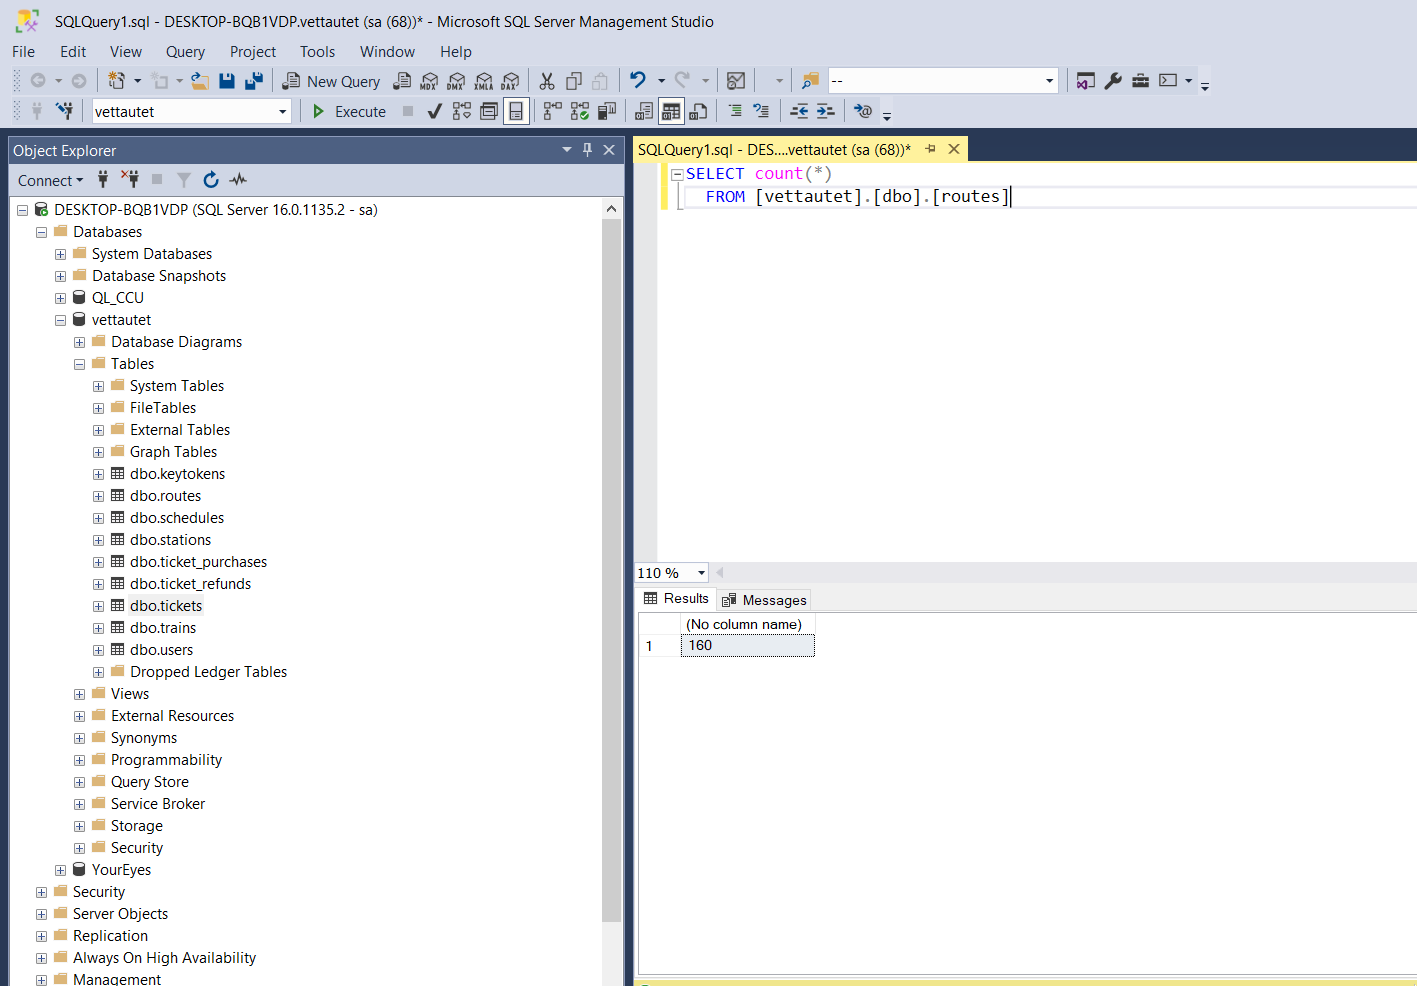 SQLQuery1.sql - DESKTOP-BQB1VDP.vettautet (sa (68))* - Microsoft SQL Server Management Studio
File Edit View Query Project Tools Window Help
New Query MDX DMX XMLA DAX --
vettautet Execute
Object Explorer
Connect
DESKTOP-BQB1VDP (SQL Server 16.0.1135.2 - sa)
Databases
System Databases
Database Snapshots
QL_CCU
vettautet
Database Diagrams
Tables
System Tables
FileTables
External Tables
Graph Tables
dbo.keytokens
dbo.routes
dbo.schedules
dbo.stations
dbo.ticket_purchases
dbo.ticket_refunds
dbo.tickets
dbo.trains
dbo.users
Dropped Ledger Tables
Views
External Resources
Synonyms
Programmability
Query Store
Service Broker
Storage
Security
YourEyes
Security
Server Objects
Replication
Always On High Availability
Management
SQLQuery1.sql - DES....vettautet (sa (68))*
SELECT count(*)
FROM [vettautet].[dbo].[routes]
110 %
Results Messages
(No column name)
1 160